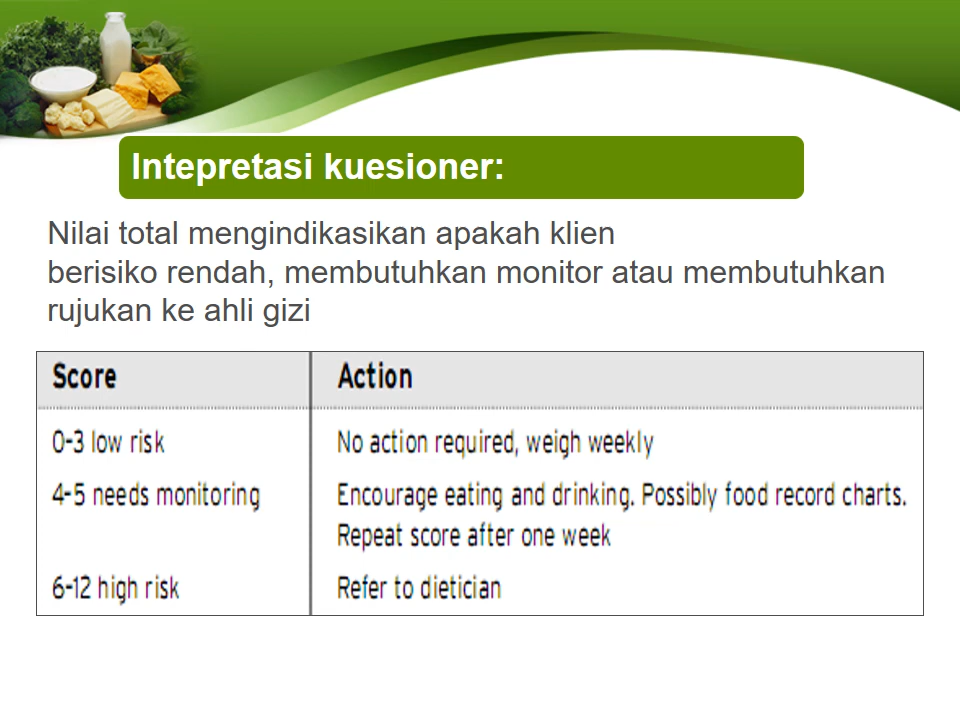 Intepretasi kuesioner:
Nilai total mengindikasikan apakah klien
berisiko rendah, membutuhkan monitor atau membutuhkan
rujukan ke ahli gizi
Score Action
0-3 low risk No action required, weigh weekly
4-5 needs monitoring Encourage eating and drinking. Possibly food record charts.
Repeat score after one week
6-12 high risk Refer to dietician